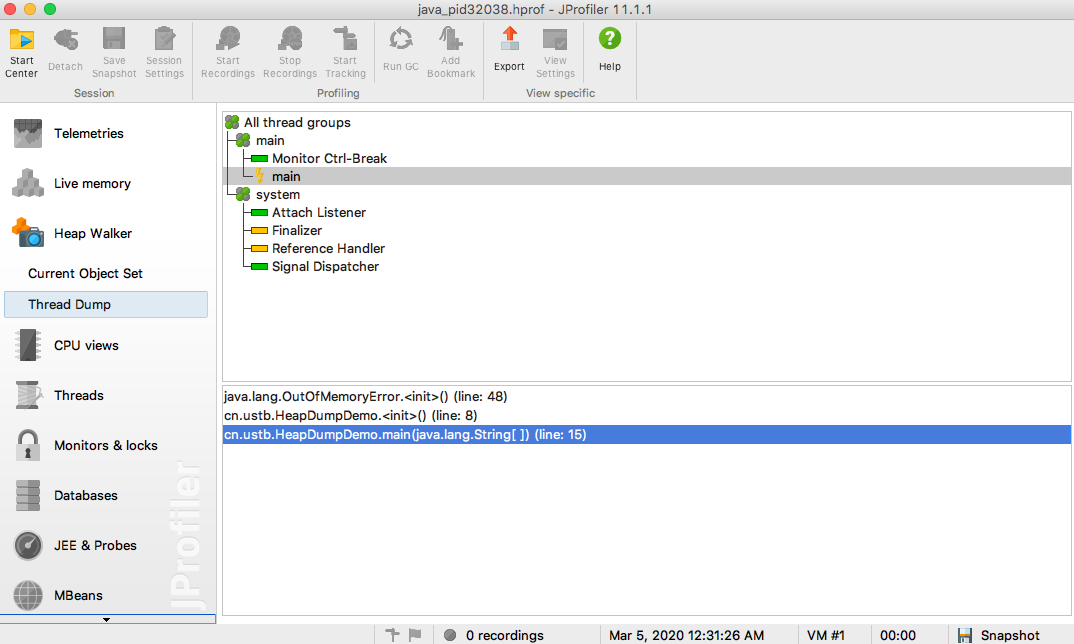 java_pid32038.hprof - JProfiler 11.1.1
Start Center
Detach
Save Snapshot
Session Settings
Start Recordings
Stop Recordings
Start Tracking
Run GC
Add Bookmark
Export
View Settings
Help
Session
Profiling
View specific
Telemetries
Live memory
Heap Walker
Current Object Set
Thread Dump
CPU views
Threads
Monitors & locks
Databases
JEE & Probes
MBeans
JProfiler
All thread groups
main
Monitor Ctrl-Break
main
system
Attach Listener
Finalizer
Reference Handler
Signal Dispatcher
java.lang.OutOfMemoryError.<init>() (line: 48)
cn.ustb.HeapDumpDemo.<init>() (line: 8)
cn.ustb.HeapDumpDemo.main(java.lang.String[ ]) (line: 15)
0 recordings
Mar 5, 2020 12:31:26 AM
VM #1
00:00
Snapshot